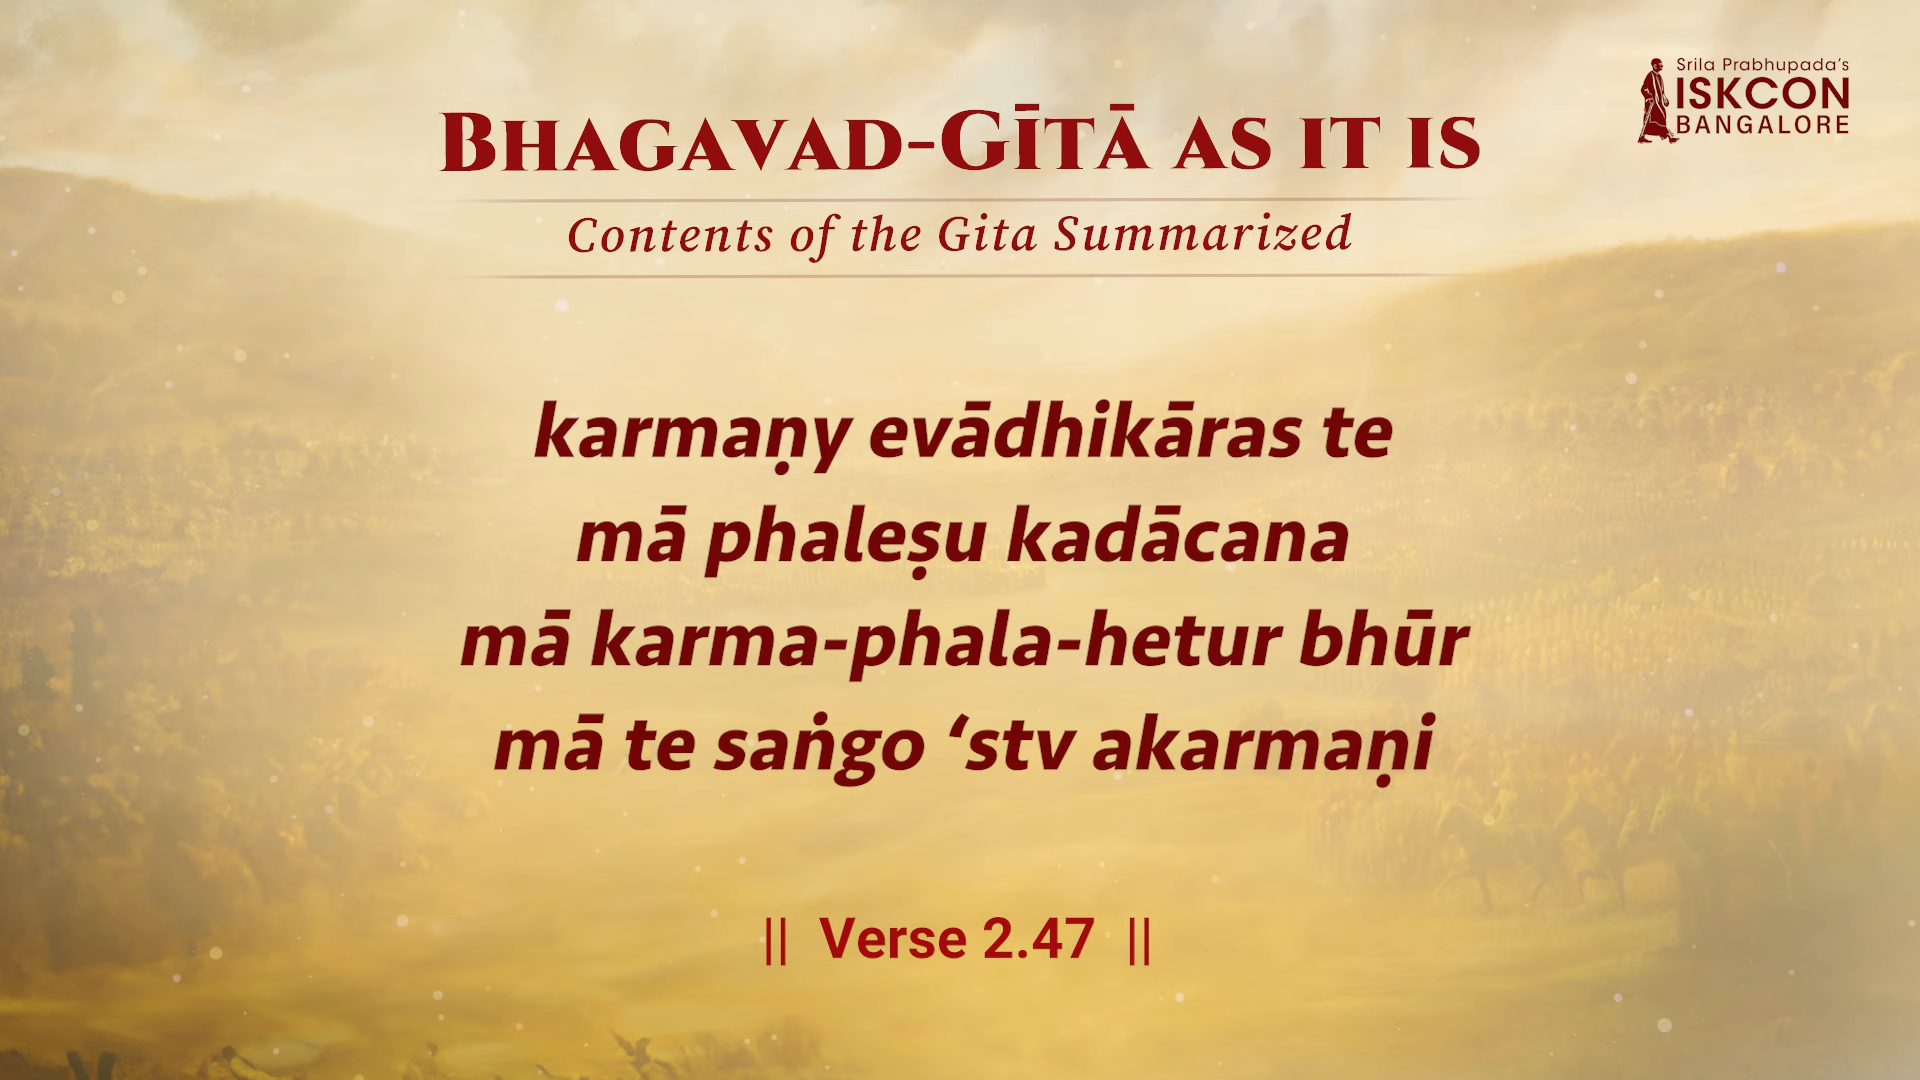 Srila Prabhupada's
ISKCON
BANGALORE
Bhagavad-Gītā as it is
Contents of the Gita Summarized
karmaṇy evādhikāras te
mā phaleṣu kadācana
mā karma-phala-hetur bhūr
mā te saṅgo ‘stv akarmaṇi
|| Verse 2.47 ||